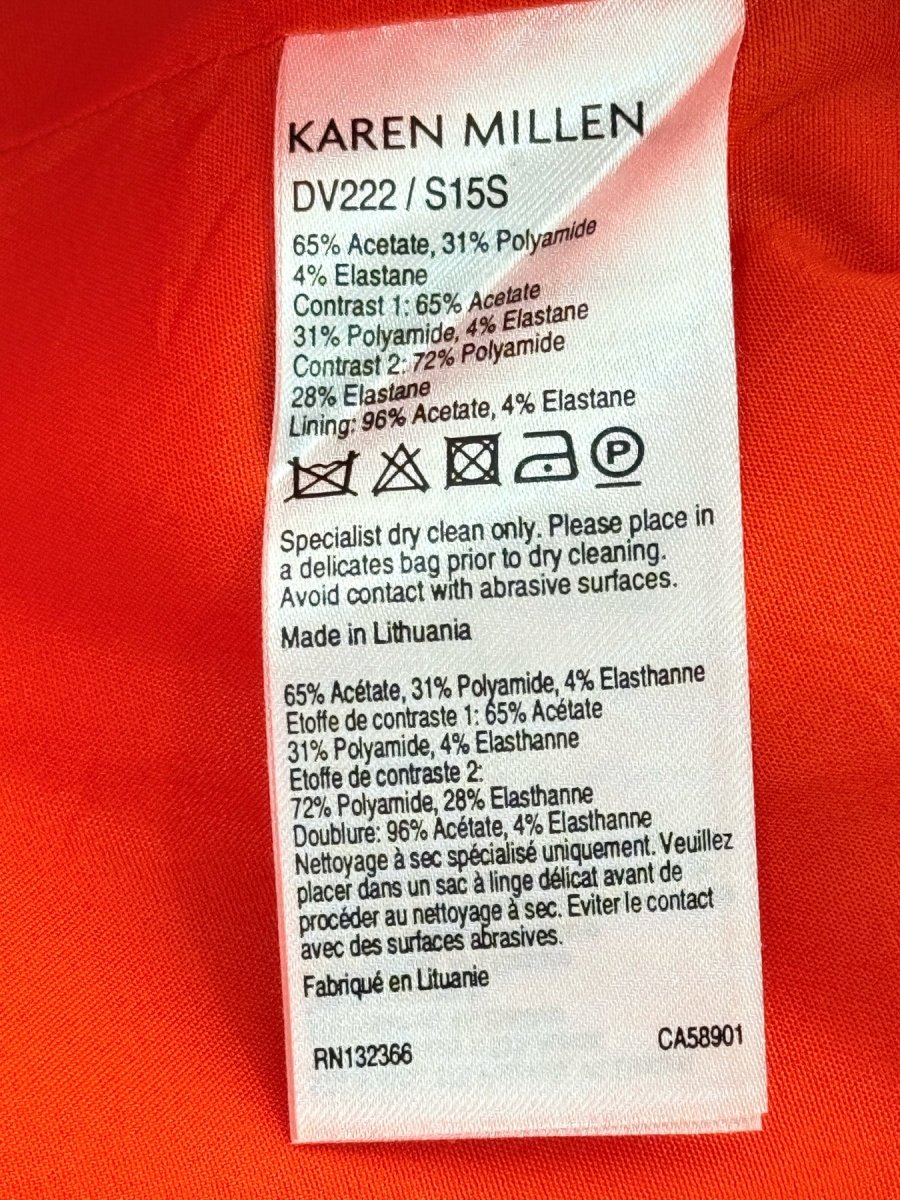 KAREN MILLEN
DV222 / S15S
65% Acetate, 31% Polyamide
4% Elastane
Contrast 1: 65% Acetate
31% Polyamide, 4% Elastane
Contrast 2: 72% Polyamide
28% Elastane
Lining: 96% Acetate, 4% Elastane
P
Specialist dry clean only. Please place in
a delicates bag prior to dry cleaning.
Avoid contact with abrasive surfaces.
Made in Lithuania
65% Acétate, 31% Polyamide, 4% Elasthanne
Etoffe de contraste 1: 65% Acétate
31% Polyamide, 4% Elasthanne
Etoffe de contraste 2:
72% Polyamide, 28% Elasthanne
Doublure: 96% Acétate, 4% Elasthanne
Nettoyage à sec spécialisé uniquement. Veuillez
placer dans un sac à linge délicat avant de
procéder au nettoyage à sec. Eviter le contact
avec des surfaces abrasives.
Fabriqué en Lituanie
RN132366 CA58901